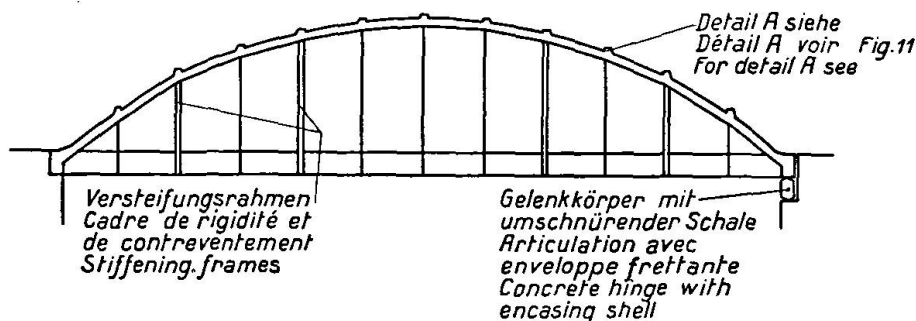 Detail A siehe
Détail A voir Fig.11
For detail A see
Versteifungsrahmen
Cadre de rigidité et
de contreventement
Stiffening.frames
Gelenkkörper mit
umschnürender Schale
Articulation avec
enveloppe frettante
Concrete hinge with
encasing shell